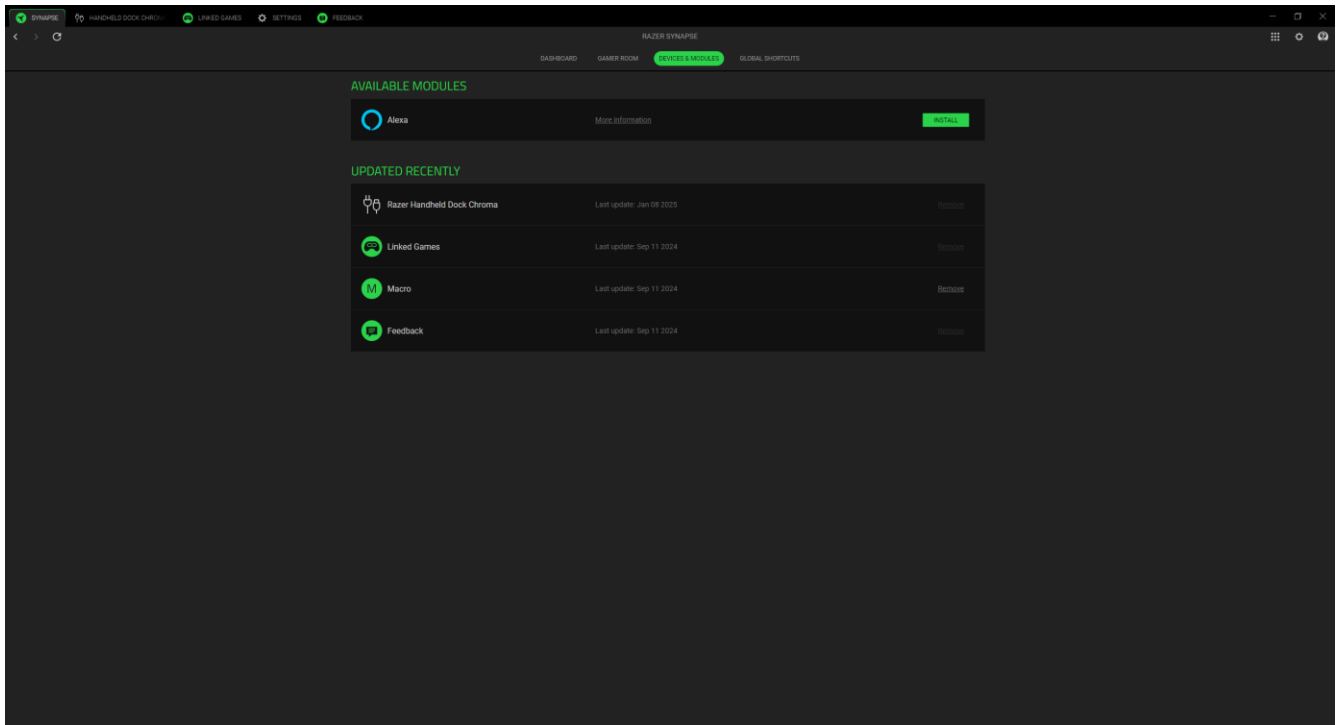 SYNAPSE HANDHELD DOCK CHROM LINKED GAMES SETTINGS FEEDBACK
RAZER SYNAPSE
DASHBOARD GAMER ROOM DEVICES & MODULES GLOBAL SHORTCUTS
AVAILABLE MODULES
Alexa More information INSTALL
UPDATED RECENTLY
Razer Handheld Dock Chroma Last update: Jan 08 2025 Remove
Linked Games Last update: Sep 11 2024 Remove
M Macro Last update: Sep 11 2024 Remove
Feedback Last update: Sep 11 2024 Remove